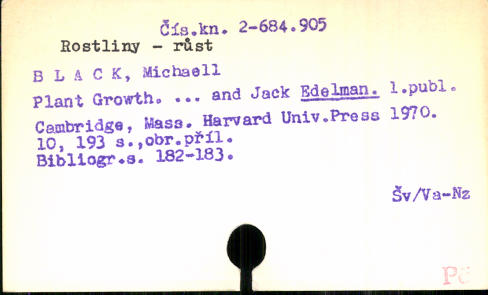 Čís.kn. 2-684.905
Rostliny - růst
B L A C K, Michaell
Plant Growth. ... and Jack Edelman. 1.publ.
Cambridge, Mass. Harvard Univ.Press 1970.
10, 193 s.,obr.příl.
Bibliogr.s. 182-183.
Šv/Va-Nz